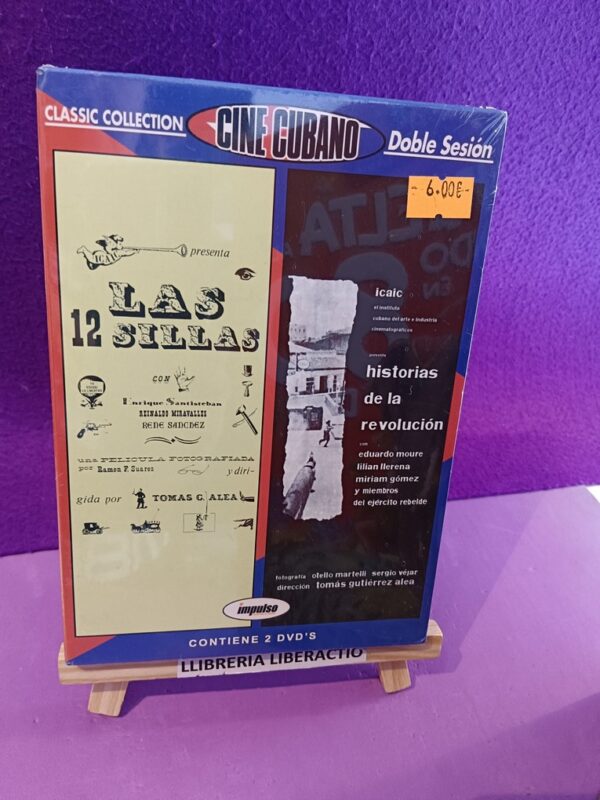 CLASSIC COLLECTION
CINE CUBANO
Doble Sesión
6.00€-
ICAIC
presenta
LAS
12 SILLAS
CON
Enrique Santisteban
REINALDO MIRAVALLES
RENE SANCHEZ
una PELICULA FOTOGRAFIADA
por Ramon F. Suarez y diri-
gida por TOMAS G. ALEA
icaic
el instituto
cubano del arte e industria
cinematográficos
presenta
historias
de la
revolución
con
eduardo moure
lilian llerena
miriam gómez
y miembros
del ejército rebelde
fotografía otello martelli sergio véjar
dirección tomás gutiérrez alea
impulso
CONTIENE 2 DVD'S
LLIBRERIA LIBERACTIO